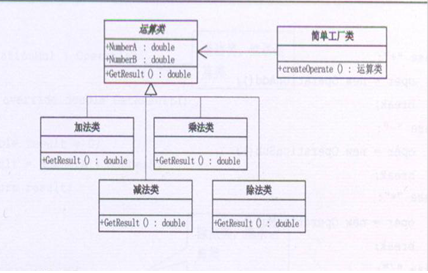 运算类
+NumberA : double
+NumberB : double
+GetResult() : double
简单工厂类
+createOperate() : 运算类
加法类
+GetResult() : double
乘法类
+GetResult() : double
减法类
+GetResult() : double
除法类
+GetResult() : double